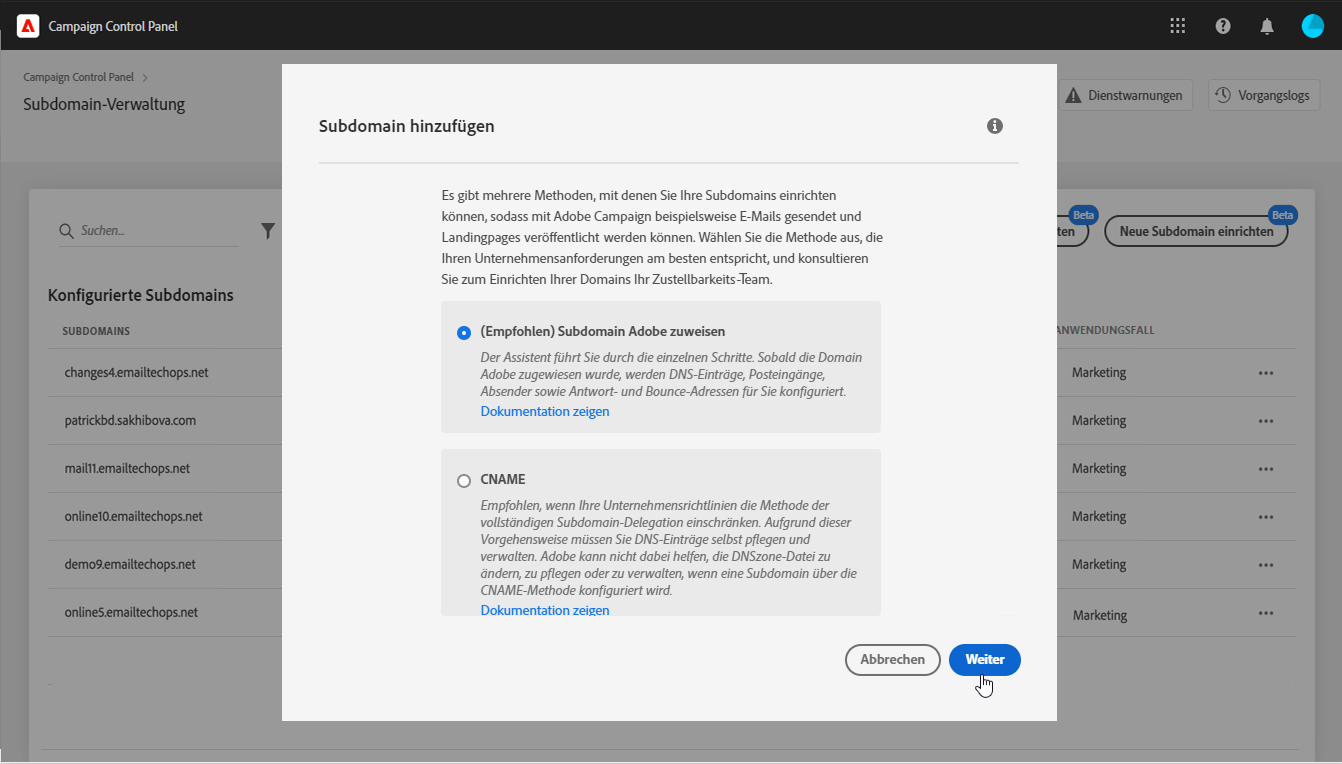 Campaign Control Panel
Campaign Control Panel
Subdomain-Verwaltung
Dienstwarnungen
Vorgangslogs
Subdomain hinzufügen
Es gibt mehrere Methoden, mit denen Sie Ihre Subdomains einrichten
können, sodass mit Adobe Campaign beispielsweise E-Mails gesendet und
Landingpages veröffentlicht werden können. Wählen Sie die Methode aus, die
Ihren Unternehmensanforderungen am besten entspricht, und konsultieren
Sie zum Einrichten Ihrer Domains Ihr Zustellbarkeits-Team.
(Empfohlen) Subdomain Adobe zuweisen
Der Assistent führt Sie durch die einzelnen Schritte. Sobald die Domain
Adobe zugewiesen wurde, werden DNS-Einträge, Posteingänge,
Absender sowie Antwort- und Bounce-Adressen für Sie konfiguriert.
Dokumentation zeigen
CNAME
Empfohlen, wenn Ihre Unternehmensrichtlinien die Methode der
vollständigen Subdomain-Delegation einschränken. Aufgrund dieser
Vorgehensweise müssen Sie DNS-Einträge selbst pflegen und
verwalten. Adobe kann nicht dabei helfen, die DNSzone-Datei zu
ändern, zu pflegen oder zu verwalten, wenn eine Subdomain über die
CNAME-Methode konfiguriert wird.
Dokumentation zeigen
Abbrechen
Weiter
Suchen...
Beta
ten
Beta
Neue Subdomain einrichten
Konfigurierte Subdomains
SUBDOMAINS
ANWENDUNGSFALL
changes4.emailtechops.net
Marketing
patrickbd.sakhibova.com
Marketing
mail11.emailtechops.net
Marketing
online10.emailtechops.net
Marketing
demo9.emailtechops.net
Marketing
online5.emailtechops.net
Marketing